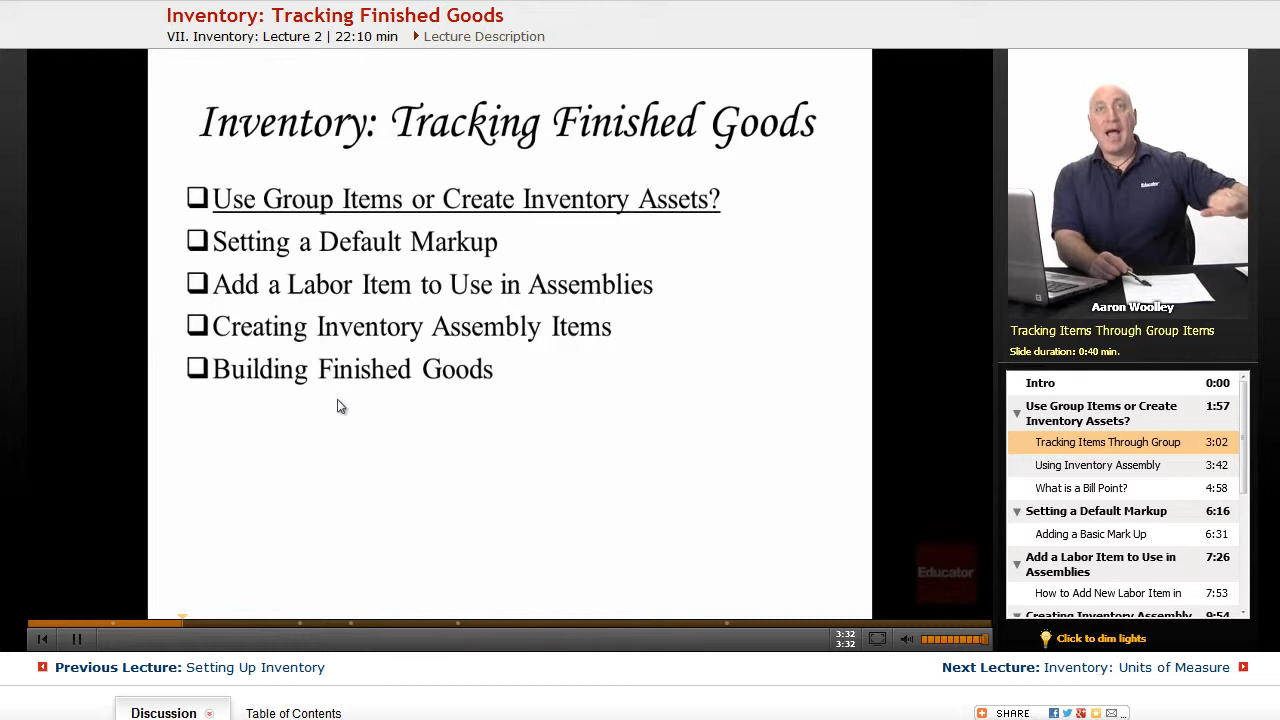 Inventory: Tracking Finished Goods
VII. Inventory: Lecture 2 | 22:10 min
Lecture Description
Inventory: Tracking Finished Goods
Use Group Items or Create Inventory Assets?
Setting a Default Markup
Add a Labor Item to Use in Assemblies
Creating Inventory Assembly Items
Building Finished Goods
Educator
Educator
Aaron Woolley
Tracking Items Through Group Items
Slide duration: 0:40 min.
Intro 0:00
Use Group Items or Create 1:57
Inventory Assets?
Tracking Items Through Group 3:02
Using Inventory Assembly 3:42
What is a Bill Point? 4:58
Setting a Default Markup 6:16
Adding a Basic Mark Up 6:31
Add a Labor Item to Use in 7:26
Assemblies
How to Add New Labor Item in 7:53
Creating Inventory Assembly 9:54
3:32
3:32
Click to dim lights
Previous Lecture: Setting Up Inventory
Next Lecture: Inventory: Units of Measure
Discussion
Table of Contents
SHARE